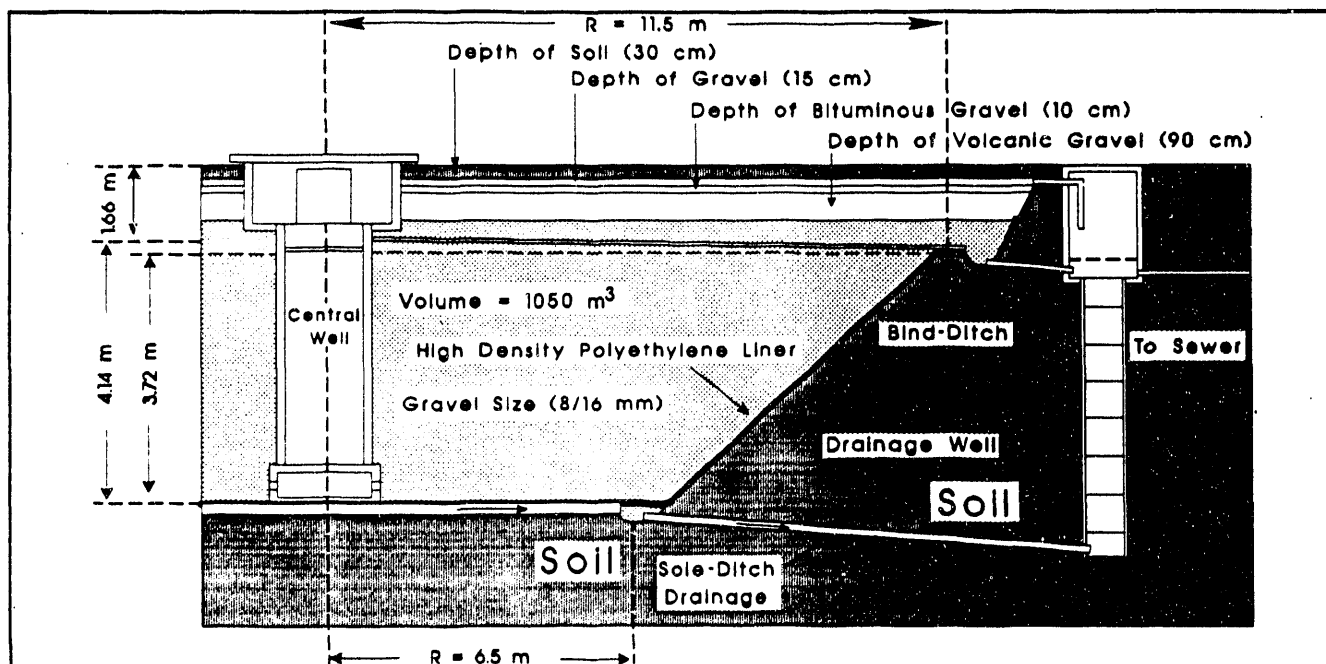 R = 11.5 m
Depth of Soil (30 cm)
Depth of Gravel (15 cm)
Depth of Bituminous Gravel (10 cm)
Depth of Volcanic Gravel (90 cm)
1.66 m
4.14 m
3.72 m
Central
Well
Volume = 1050 m³
High Density Polyethylene Liner
Gravel Size (8/16 mm)
Bind-Ditch
To Sewer
Drainage Well
Soil
Soil
Sole-Ditch
Drainage
R = 6.5 m